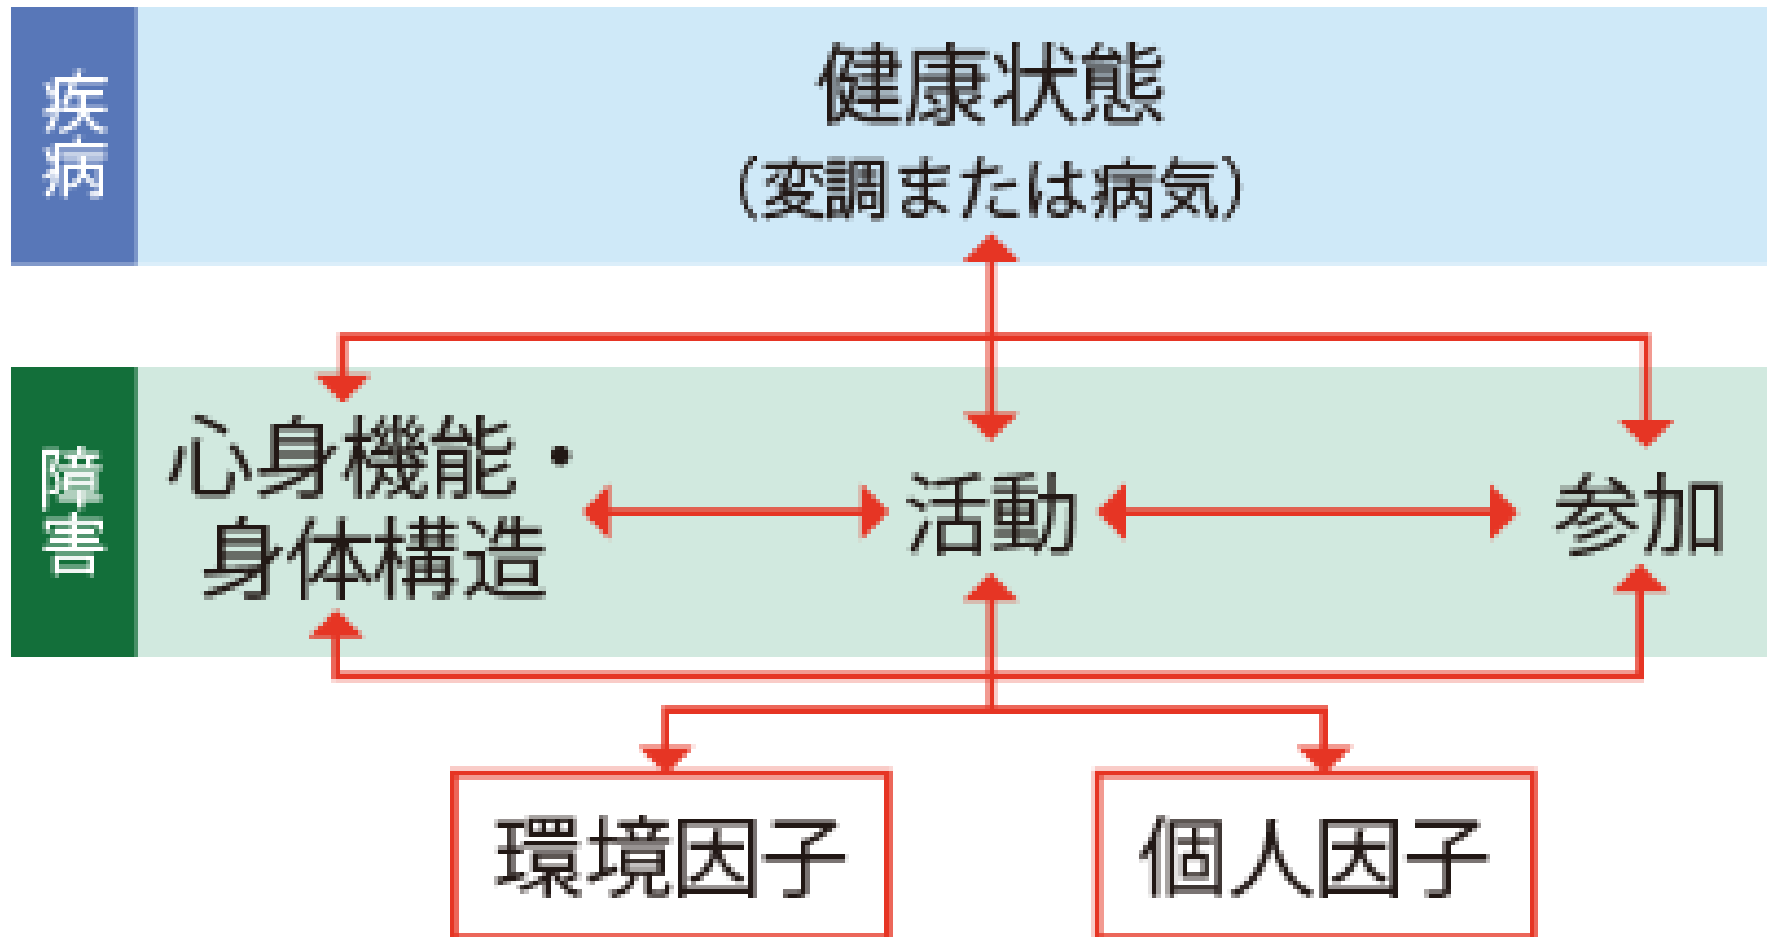 疾病
健康状態
(変調または病気)
障害
心身機能・
身体構造
活動
参加
環境因子
個人因子